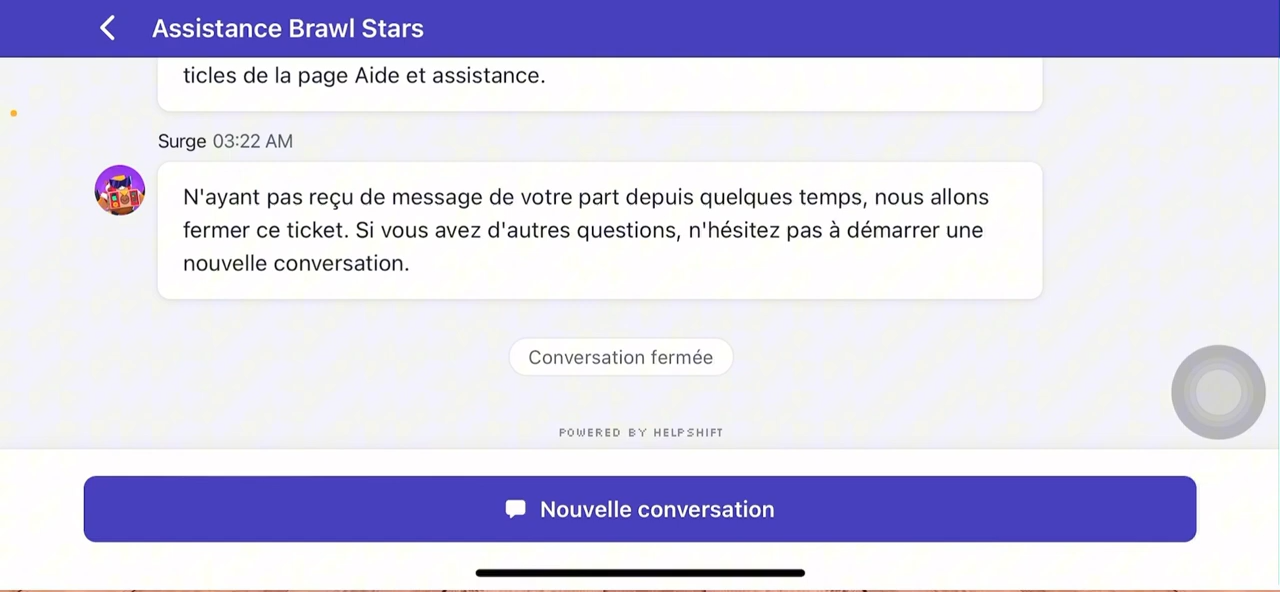 Assistance Brawl Stars
ticles de la page Aide et assistance.
Surge 03:22 AM
N'ayant pas reçu de message de votre part depuis quelques temps, nous allons
fermer ce ticket. Si vous avez d'autres questions, n'hésitez pas à démarrer une
nouvelle conversation.
Conversation fermée
POWERED BY HELPSHIFT
Nouvelle conversation